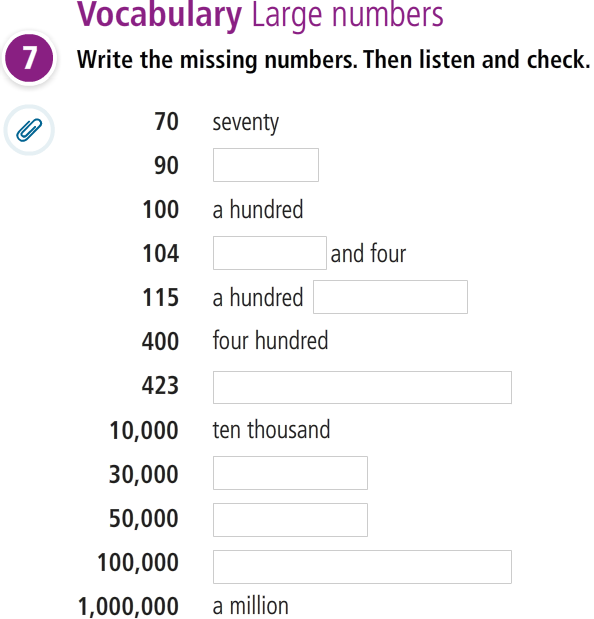 Vocabulary Large numbers
7 Write the missing numbers. Then listen and check.
70 seventy
90
100 a hundred
104 and four
115 a hundred
400 four hundred
423
10,000 ten thousand
30,000
50,000
100,000
1,000,000 a million